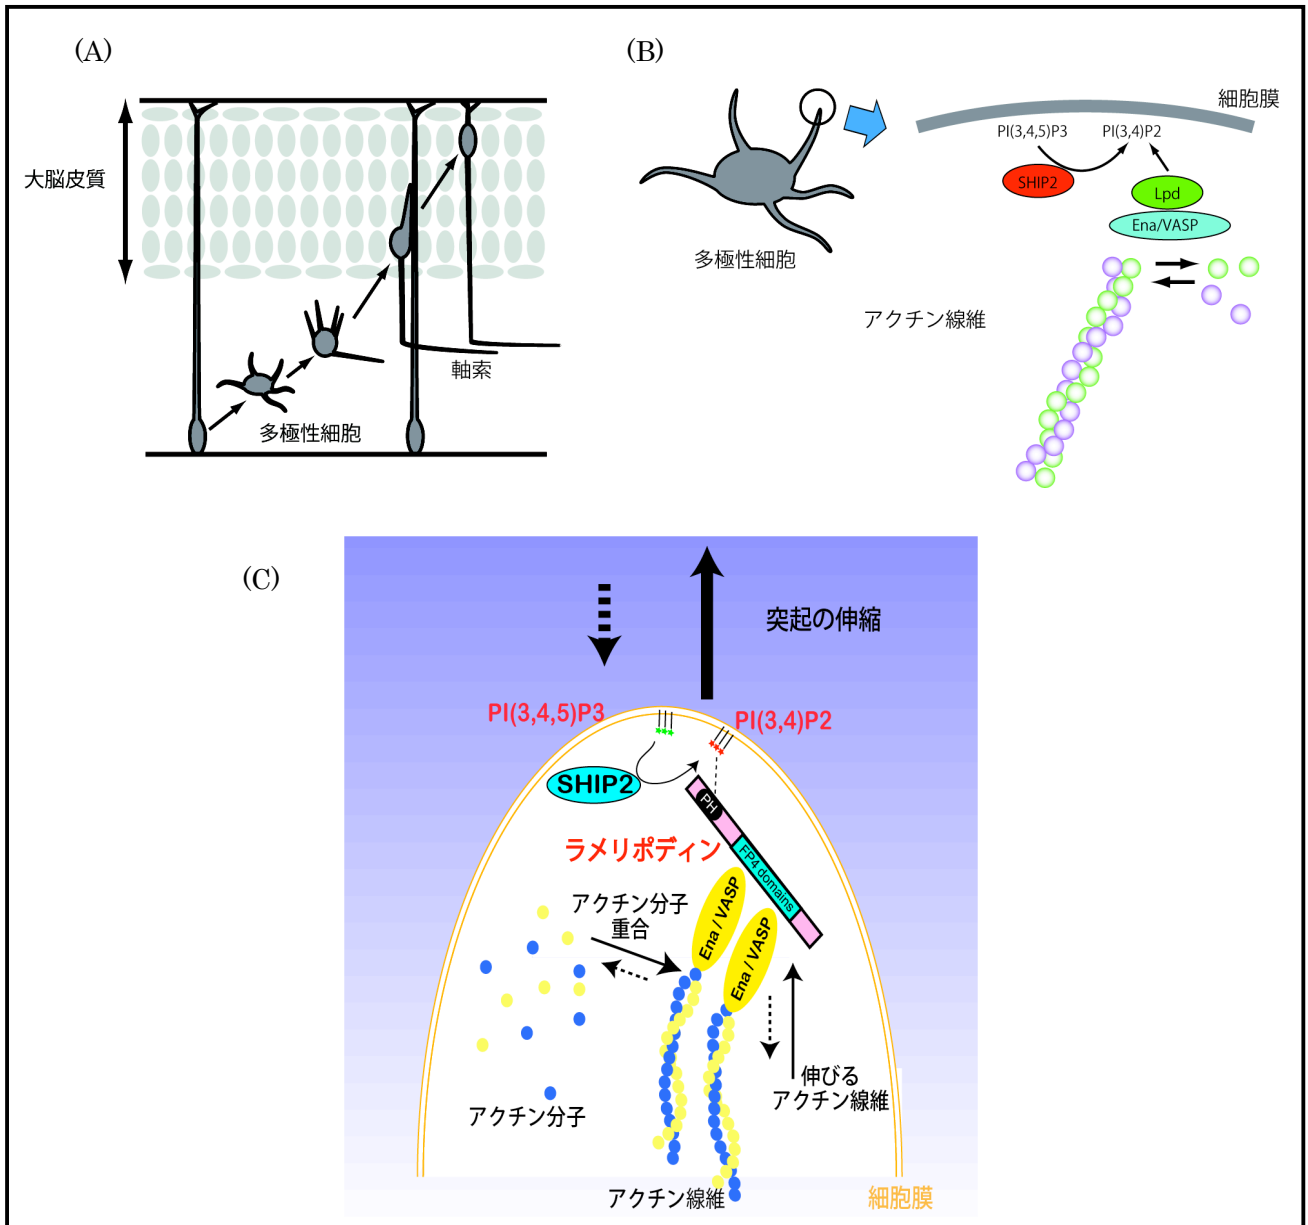 (A)
大脳皮質
多極性細胞
軸索
(B)
多極性細胞
細胞膜
PI(3,4,5)P3
PI(3,4)P2
SHIP2
Lpd
Ena/VASP
アクチン線維
(C)
突起の伸縮
PI(3,4,5)P3
PI(3,4)P2
SHIP2
PH
ラメリポディン
FP4 domains
アクチン分子
重合
Ena / VASP
Ena / VASP
伸びる
アクチン線維
アクチン分子
アクチン線維
細胞膜